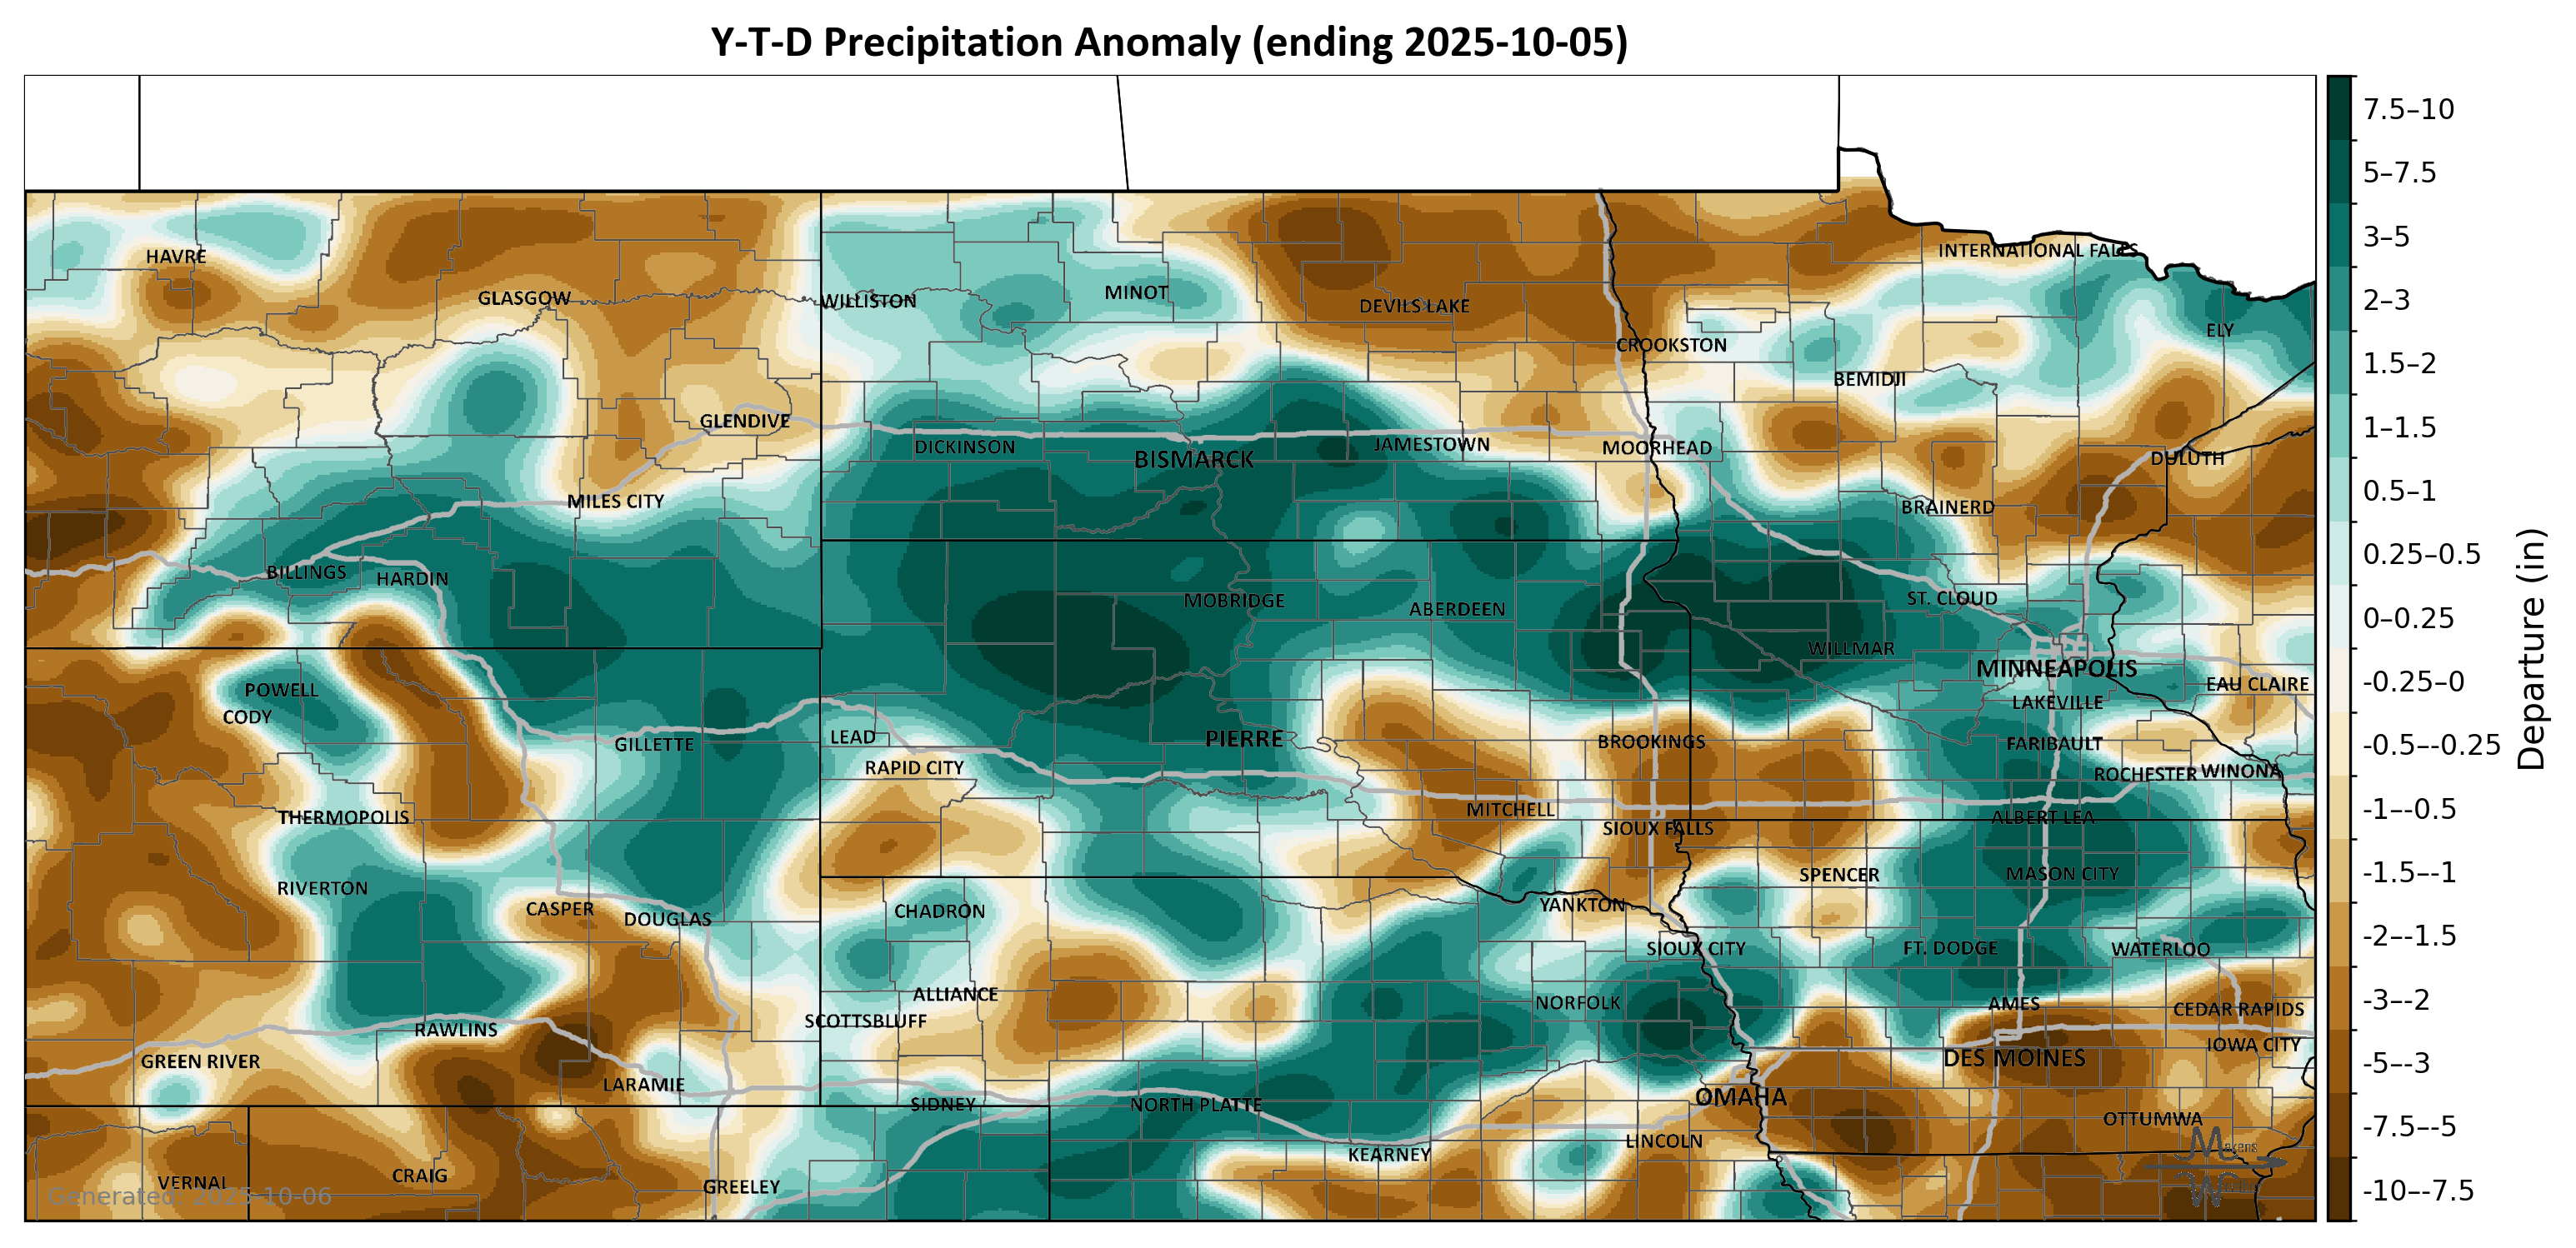 Y-T-D Precipitation Anomaly (ending 2025-10-05)
HAVRE
GLASGOW
WILLISTON
MINOT
DEVILS LAKE
INTERNATIONAL FALLS
ELY
CROOKSTON
BEMIDJI
GLENDIVE
DICKINSON
BISMARCK
JAMESTOWN
MOORHEAD
DULUTH
MILES CITY
BRAINERD
BILLINGS
HARDIN
MOBRIDGE
ABERDEEN
ST. CLOUD
WILLMAR
MINNEAPOLIS
EAU CLAIRE
POWELL
CODY
LAKEVILLE
GILLETTE
LEAD
PIERRE
BROOKINGS
FARIBAULT
RAPID CITY
ROCHESTER
WINONA
THERMOPOLIS
MITCHELL
SIOUX FALLS
ALBERT LEA
RIVERTON
SPENCER
MASON CITY
CASPER
DOUGLAS
CHADRON
YANKTON
SIOUX CITY
FT. DODGE
WATERLOO
ALLIANCE
NORFOLK
AMES
CEDAR RAPIDS
SCOTTSBLUFF
RAWLINS
GREEN RIVER
DES MOINES
IOWA CITY
LARAMIE
SIDNEY
NORTH PLATTE
OMAHA
OTTUMWA
LINCOLN
KEARNEY
VERNAL
CRAIG
GREELEY
Generated: 2025-10-06
Makens
7.5–10
5–7.5
3–5
2–3
1.5–2
1–1.5
0.5–1
0.25–0.5
0–0.25
-0.25–0
-0.5–-0.25
-1–-0.5
-1.5–-1
-2–-1.5
-3–-2
-5–-3
-7.5–-5
-10–-7.5
Departure (in)